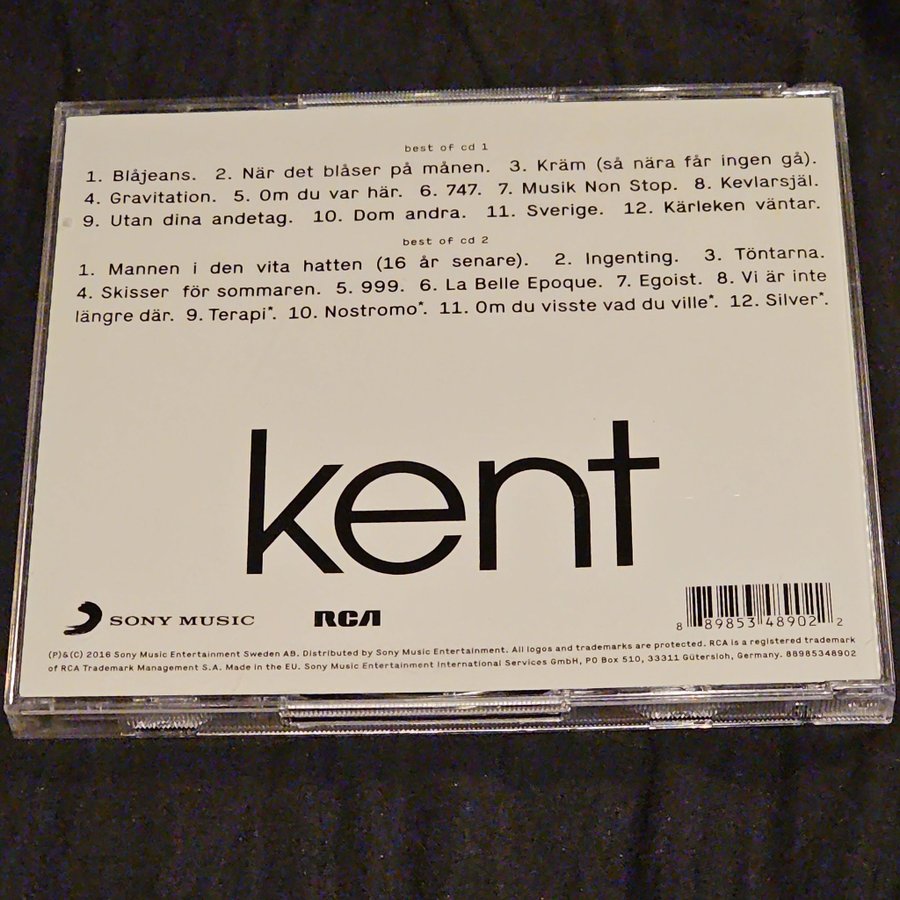 best of cd 1
1. Blåjeans. 2. När det blåser på månen. 3. Kräm (så nära får ingen gå).
4. Gravitation. 5. Om du var här. 6. 747. 7. Musik Non Stop. 8. Kevlarsjäl.
9. Utan dina andetag. 10. Dom andra. 11. Sverige. 12. Kärleken väntar.
best of cd 2
1. Mannen i den vita hatten (16 år senare). 2. Ingenting. 3. Töntarna.
4. Skisser för sommaren. 5. 999. 6. La Belle Epoque. 7. Egoist. 8. Vi är inte
längre där. 9. Terapi*. 10. Nostromo*. 11. Om du visste vad du ville*. 12. Silver*.
kent
SONY MUSIC
RCA
8 89853 48902 2
(P)&(C) 2016 Sony Music Entertainment Sweden AB. Distributed by Sony Music Entertainment. All logos and trademarks are protected. RCA is a registered trademark
of RCA Trademark Management S.A. Made in the EU. Sony Music Entertainment International Services GmbH, PO Box 510, 33311 Gütersloh, Germany. 88985348902